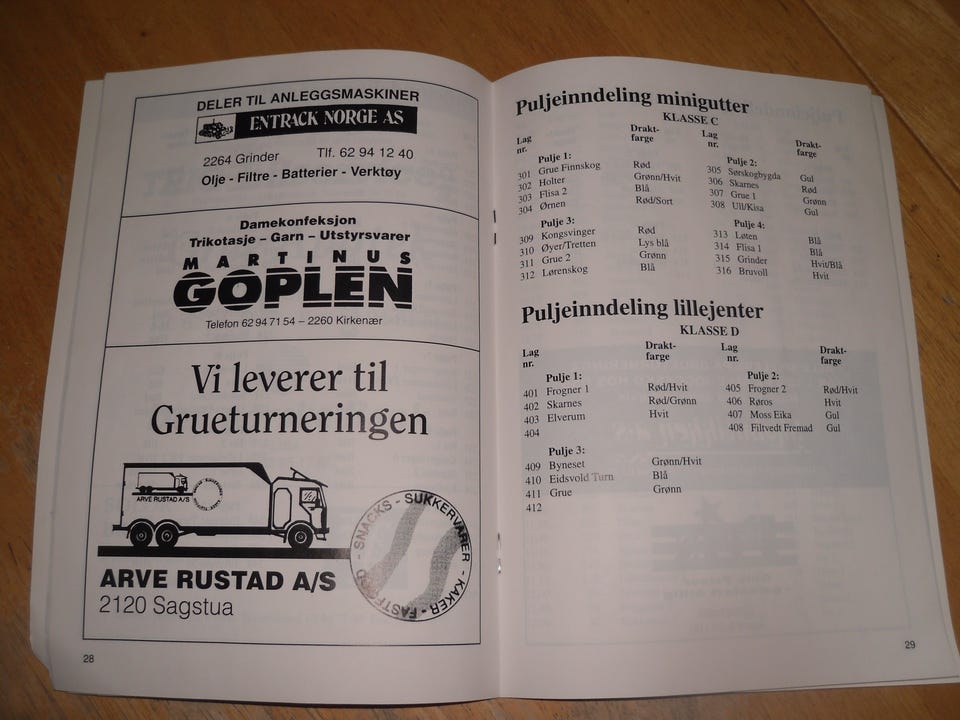 DELER TIL ANLEGGSMASKINER
ENTRACK NORGE AS
2264 Grinder Tlf. 62 94 12 40
Olje - Filtre - Batterier - Verktøy
Damekonfeksjon
Trikotasje – Garn – Utstyrsvarer
MARTINUS
GOPLEN
Telefon 62 94 71 54 – 2260 Kirkenær
Vi leverer til
Grueturneringen
ARVE RUSTAD A/S
SNACKS - SUKKERVARER - KAKER - FASTFOOD -
ARVE RUSTAD A/S
2120 Sagstua
28
Puljeinndeling minigutter
KLASSE C
Lag Drakt- Lag Drakt-
nr. farge nr. farge
Pulje 1: Pulje 2:
301 Grue Finnskog Rød 305 Sørskogbygda Gul
302 Holter Grønn/Hvit 306 Skarnes Rød
303 Flisa 2 Blå 307 Grue 1 Grønn
304 Ørnen Rød/Sort 308 Ull/Kisa Gul
Pulje 3: Pulje 4:
309 Kongsvinger Rød 313 Løten Blå
310 Øyer/Tretten Lys blå 314 Flisa 1 Blå
311 Grue 2 Grønn 315 Grinder Hvit/Blå
312 Lørenskog Blå 316 Bruvoll Hvit
Puljeinndeling lillejenter
KLASSE D
Lag Drakt- Lag Drakt-
nr. farge nr. farge
Pulje 1: Pulje 2:
401 Frogner 1 Rød/Hvit 405 Frogner 2 Rød/Hvit
402 Skarnes Rød/Grønn 406 Røros Hvit
403 Elverum Hvit 407 Moss Eika Gul
404 408 Filtvedt Fremad Gul
Pulje 3:
409 Byneset Grønn/Hvit
410 Eidsvold Turn Blå
411 Grue Grønn
412
29